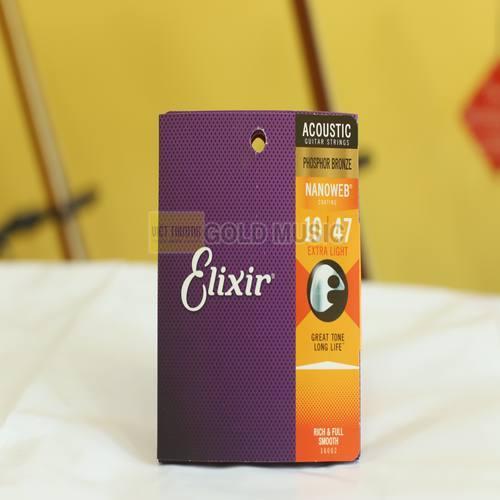 ACOUSTIC
GUITAR STRINGS
PHOSPHOR BRONZE
NANOWEB®
COATING
10 47
EXTRA LIGHT
GOLD MUSIC
Elixir®
GREAT TONE
LONG LIFE™
RICH & FULL
SMOOTH
16002